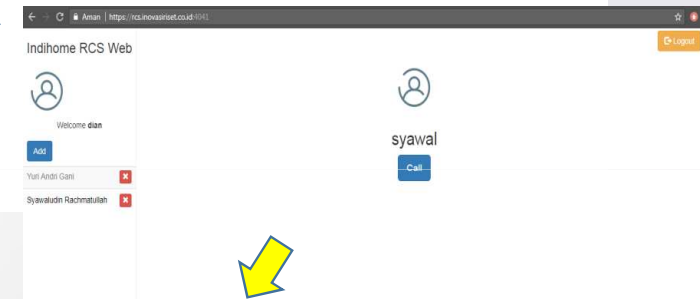 Aman | https://rcs.inovasiriset.co.id:4041
Logout
Indihome RCS Web
Welcome dian
Add
Yuri Andri Gani
Syawaludin Rachmatullah
syawal
Call